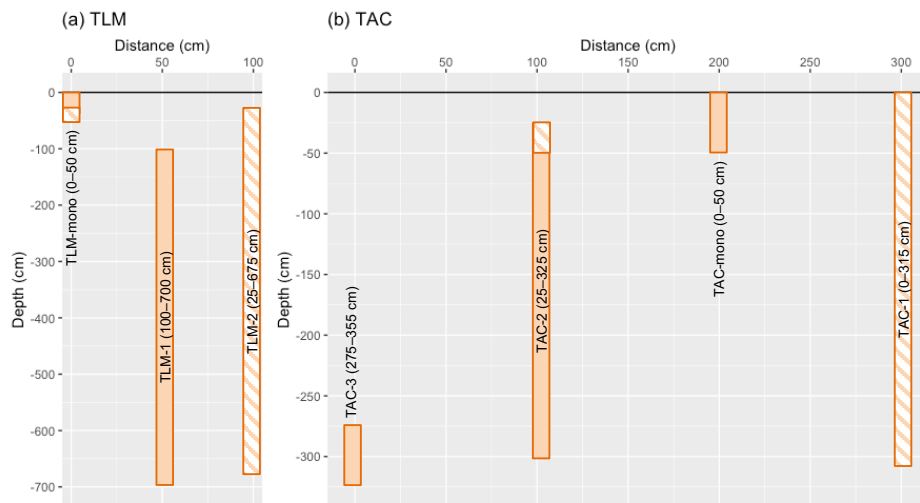 (a) TLM
Distance (cm)
0 50 100
Depth (cm)
0
-100
-200
-300
-400
-500
-600
-700
TLM-mono (0–50 cm)
TLM-1 (100–700 cm)
TLM-2 (25–675 cm)
(b) TAC
Distance (cm)
0 50 100 150 200 250 300
Depth (cm)
0
-50
-100
-150
-200
-250
-300
TAC-3 (275–355 cm)
TAC-2 (25–325 cm)
TAC-mono (0–50 cm)
TAC-1 (0–315 cm)